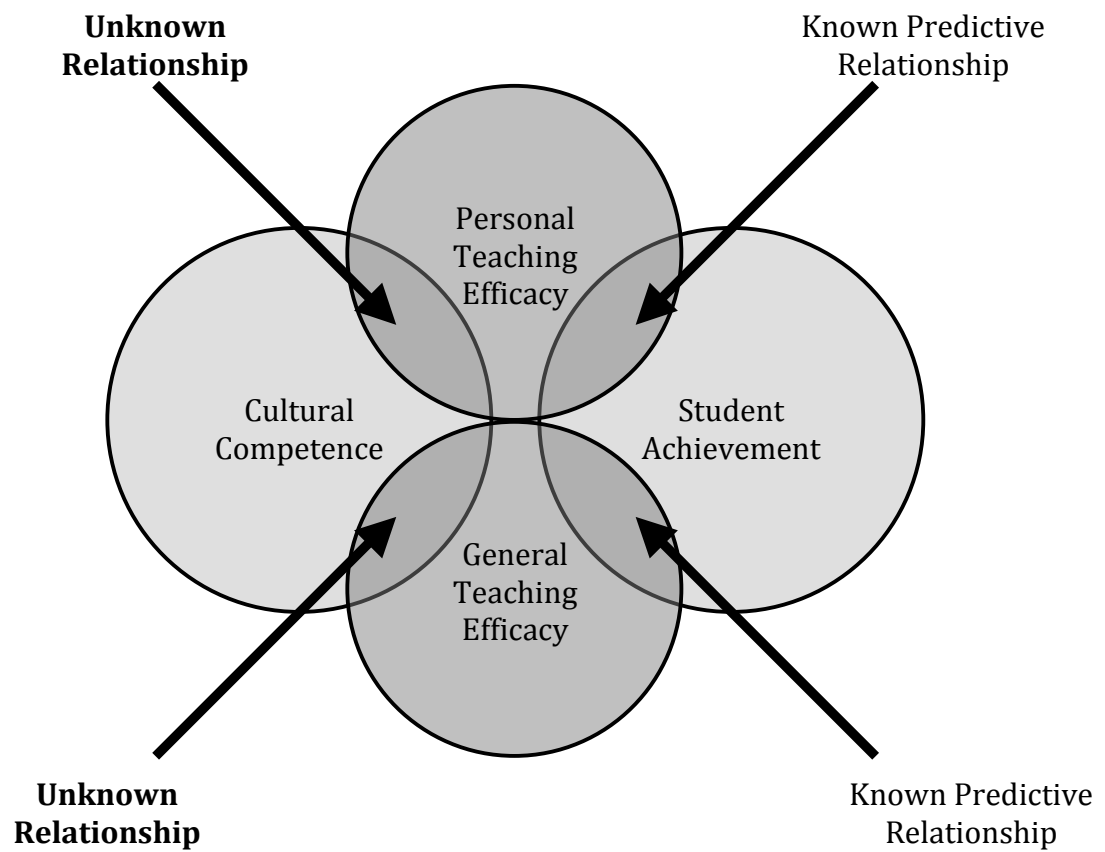 Unknown
Relationship
Known Predictive
Relationship
Personal
Teaching
Efficacy
Cultural
Competence
Student
Achievement
General
Teaching
Efficacy
Unknown
Relationship
Known Predictive
Relationship